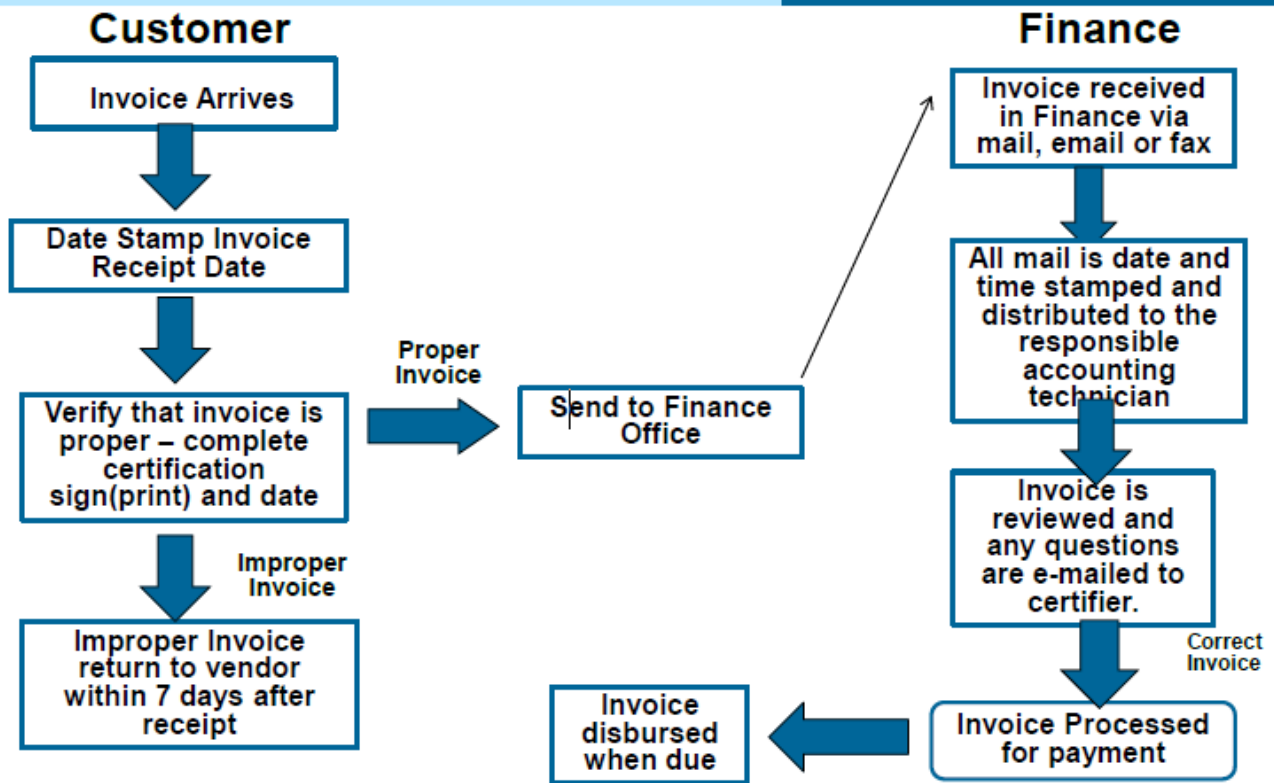 Customer
Invoice Arrives
Date Stamp Invoice
Receipt Date
Verify that invoice is
proper – complete
certification
sign(print) and date
Improper
Invoice
Improper Invoice
return to vendor
within 7 days after
receipt
Proper
Invoice
Send to Finance
Office
Finance
Invoice received
in Finance via
mail, email or fax
All mail is date and
time stamped and
distributed to the
responsible
accounting
technician
Invoice is
reviewed and
any questions
are e-mailed to
certifier.
Correct
Invoice
Invoice Processed
for payment
Invoice
disbursed
when due